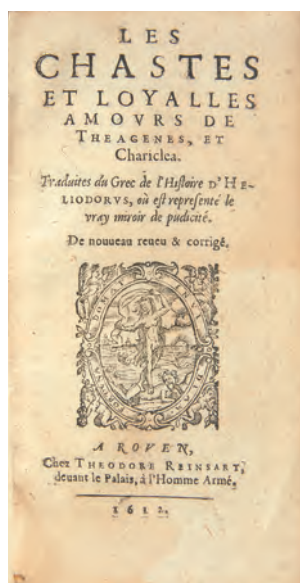 LES
CHASTES
ET LOYALLES
AMOVRS DE
THEAGENES, ET
Chariclea.
Traduites du Grec de l'Histoire D'HE-
LIODORVS, où est representé le
vray miroir de pudicité.
De nouueau reueu & corrigé.
A ROVEN,
Chez THEODORE REINSART,
deuant le Palais, à l'Homme Armé.
1612.